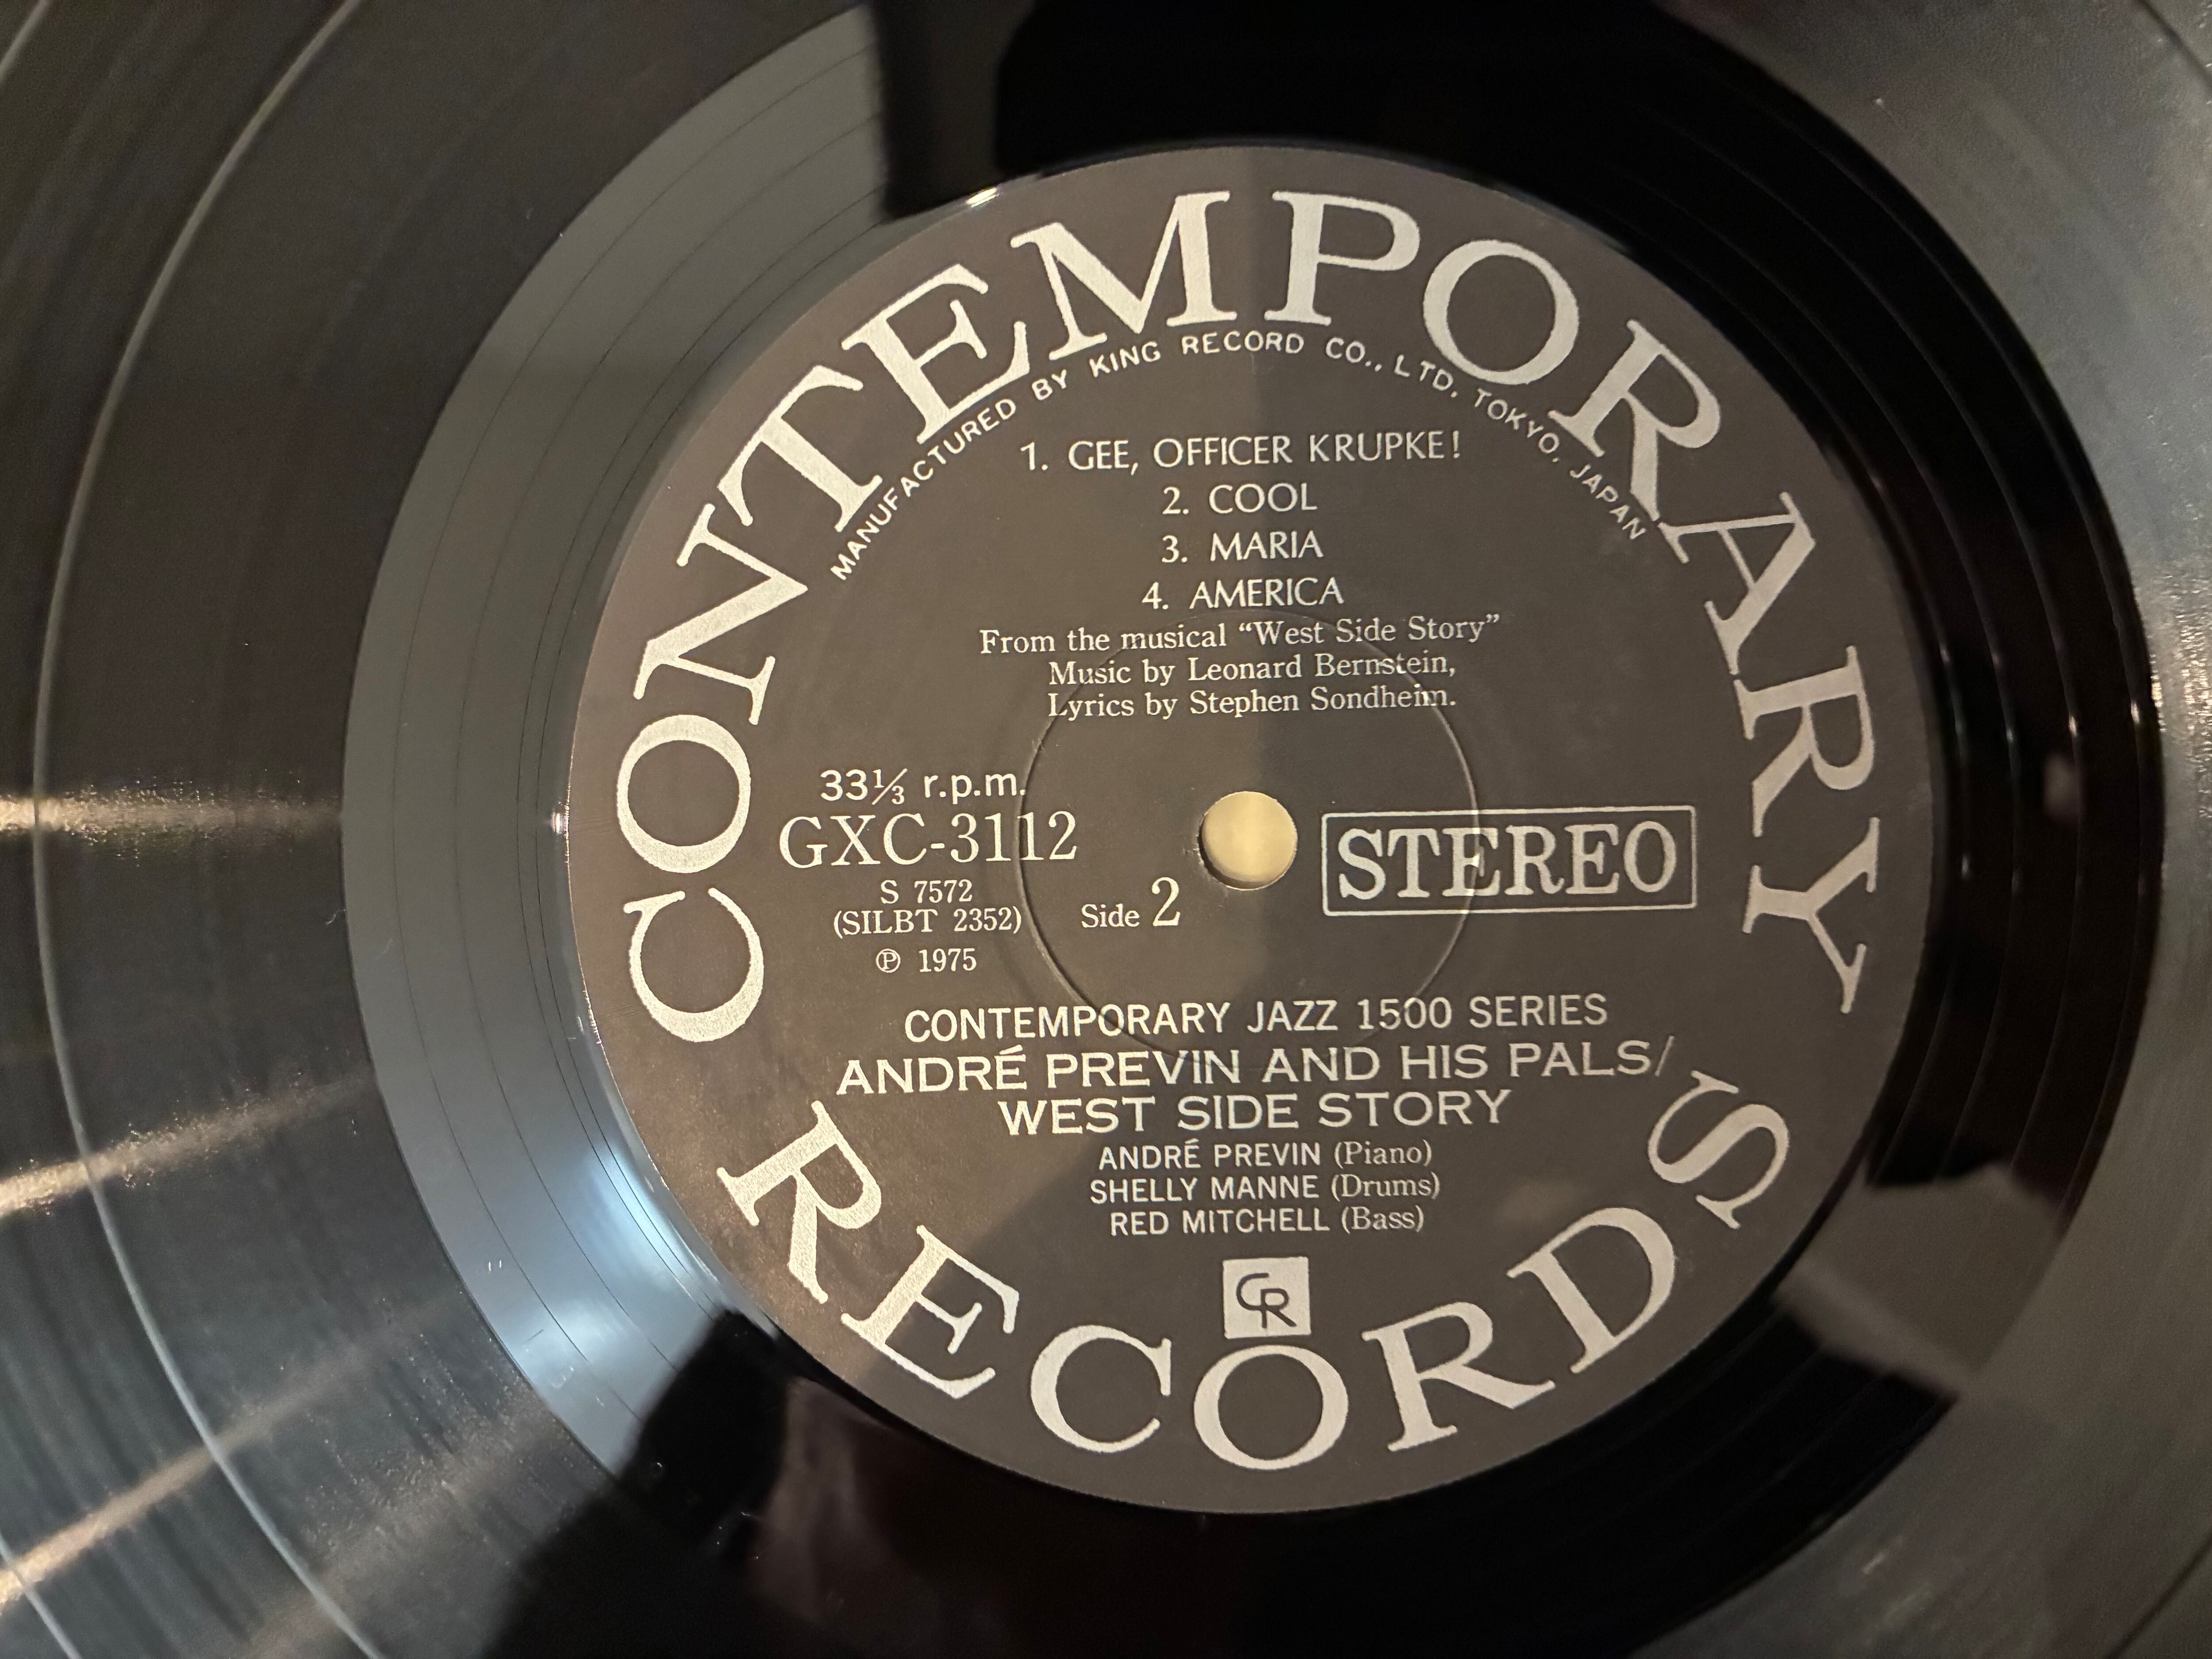 CONTEMPORARY
MANUFACTURED BY KING RECORD CO., LTD. TOKYO, JAPAN
1. GEE, OFFICER KRUPKE!
2. COOL
3. MARIA
4. AMERICA
From the musical “West Side Story”
Music by Leonard Bernstein,
Lyrics by Stephen Sondheim.
33⅓ r.p.m.
GXC-3112
S 7572
(SILBT 2352)
℗ 1975
Side 2
STEREO
CONTEMPORARY JAZZ 1500 SERIES
ANDRÉ PREVIN AND HIS PALS/
WEST SIDE STORY
ANDRÉ PREVIN (Piano)
SHELLY MANNE (Drums)
RED MITCHELL (Bass)
CR
RECORDS